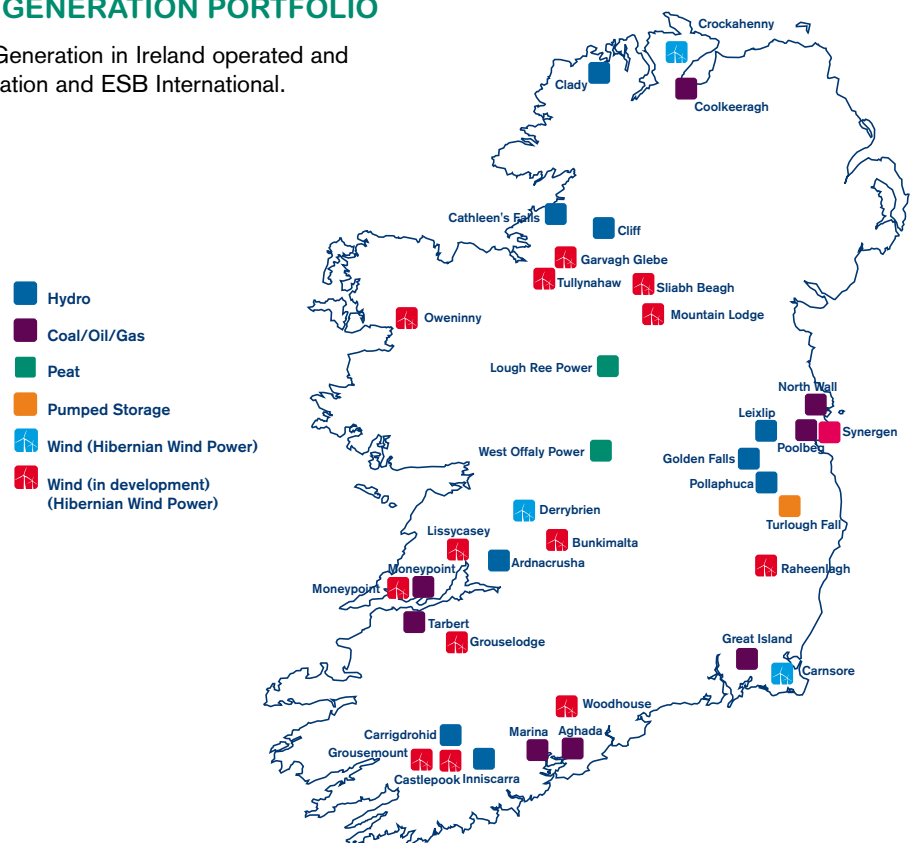 GENERATION PORTFOLIO
Generation in Ireland operated and
ation and ESB International.
Crockahenny
Clady
Coolkeeragh
Cathleen's Falls
Cliff
Garvagh Glebe
Tullynahaw
Sliabh Beagh
Mountain Lodge
Oweninny
Hydro
Coal/Oil/Gas
Peat
Pumped Storage
Wind (Hibernian Wind Power)
Wind (in development)
(Hibernian Wind Power)
Lough Ree Power
North Wall
Leixlip
Synergen
Poolbeg
West Offaly Power
Golden Falls
Pollaphuca
Turlough Fall
Derrybrien
Lissycasey
Bunkimalta
Ardnacrusha
Moneypoint
Moneypoint
Raheenlagh
Tarbert
Grouselodge
Great Island
Carnsore
Woodhouse
Carrigdrohid
Marina
Aghada
Grousemount
Castlepook
Inniscarra